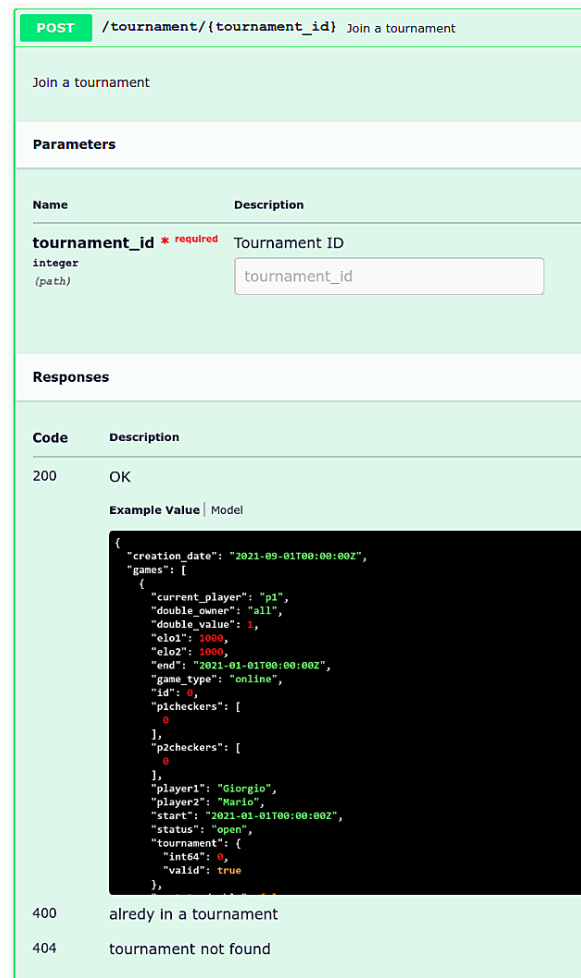 POST /tournament/{tournament_id} Join a tournament
Join a tournament
Parameters
Name Description
tournament_id * required Tournament ID
integer
(path)
tournament_id
Responses
Code Description
200 OK
Example Value | Model
{
"creation_date": "2021-09-01T00:00:00Z",
"games": [
{
"current_player": "p1",
"double_owner": "all",
"double_value": 1,
"elo1": 1000,
"elo2": 1000,
"end": "2021-01-01T00:00:00Z",
"game_type": "online",
"id": 0,
"p1checkers": [
0
],
"p2checkers": [
0
],
"player1": "Giorgio",
"player2": "Mario",
"start": "2021-01-01T00:00:00Z",
"status": "open",
"tournament": {
"int64": 0,
"valid": true
},
400 alredy in a tournament
404 tournament not found